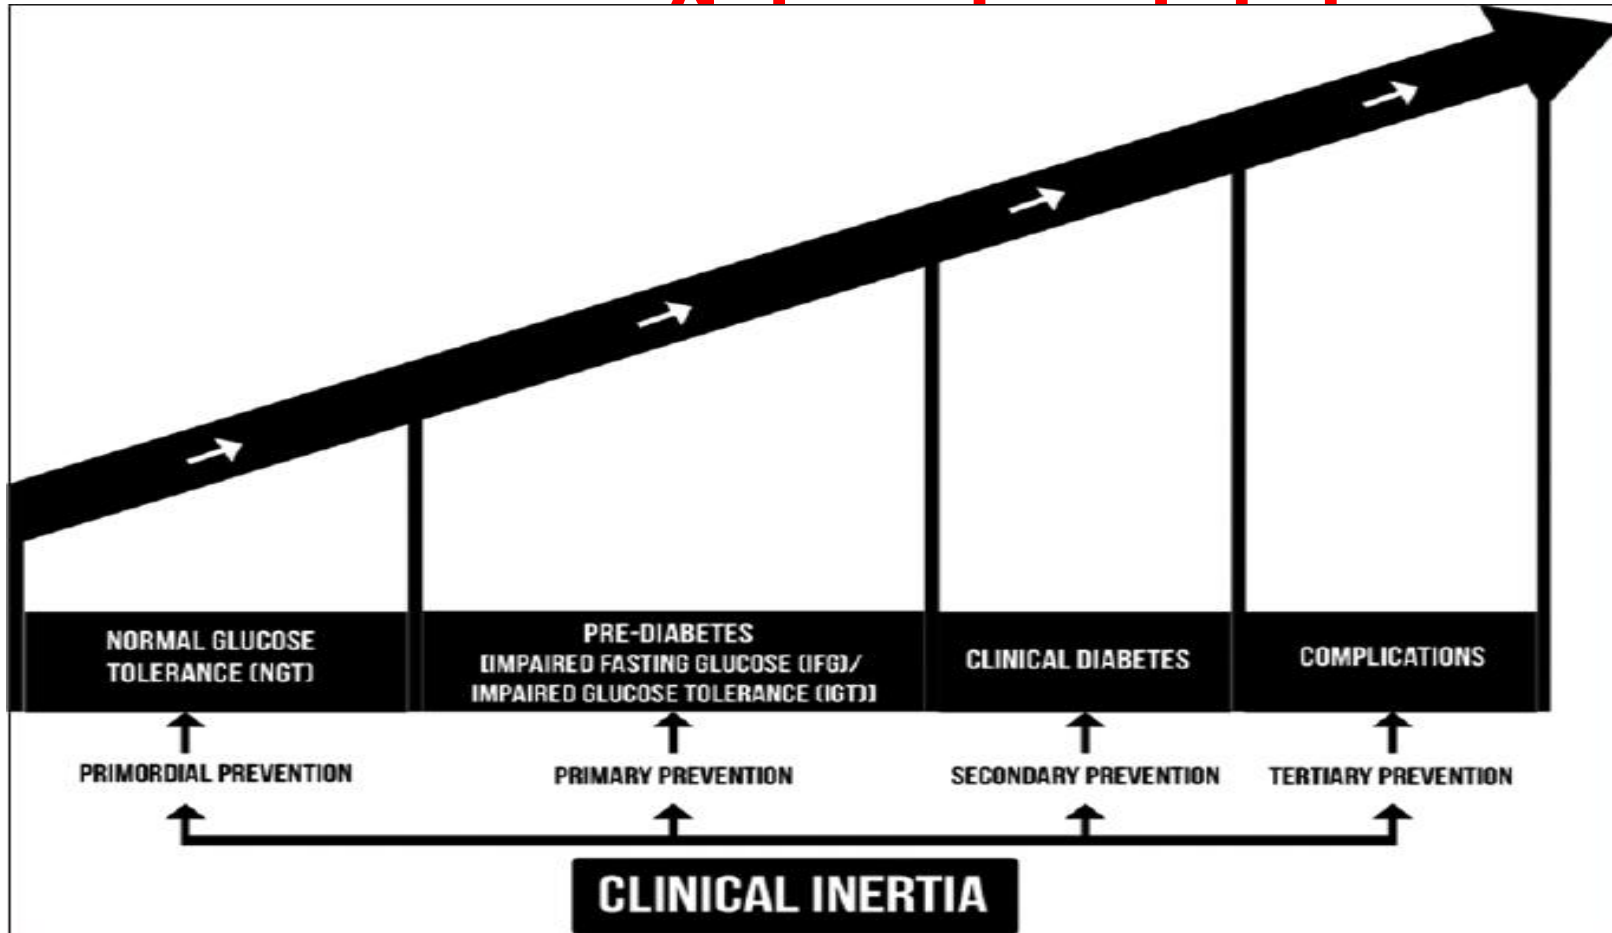 NORMAL GLUCOSE
TOLERANCE (NGT)
PRE-DIABETES
[IMPAIRED FASTING GLUCOSE (IFG)/
IMPAIRED GLUCOSE TOLERANCE (IGT)]
CLINICAL DIABETES
COMPLICATIONS
PRIMORDIAL PREVENTION
PRIMARY PREVENTION
SECONDARY PREVENTION
TERTIARY PREVENTION
CLINICAL INERTIA